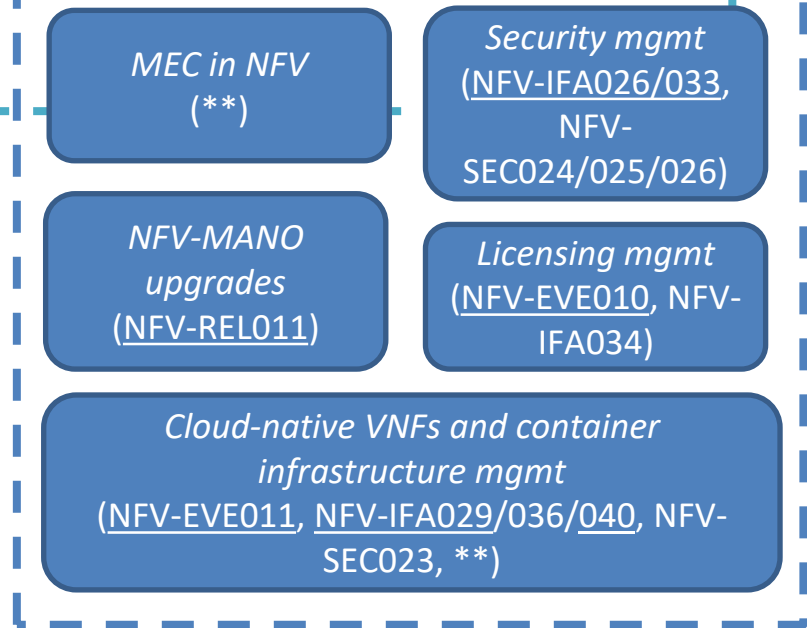 MEC in NFV
(**)
Security mgmt
(NFV-IFA026/033,
NFV-
SEC024/025/026)
NFV-MANO
upgrades
(NFV-REL011)
Licensing mgmt
(NFV-EVE010, NFV-
IFA034)
Cloud-native VNFs and container
infrastructure mgmt
(NFV-EVE011, NFV-IFA029/036/040, NFV-
SEC023, **)